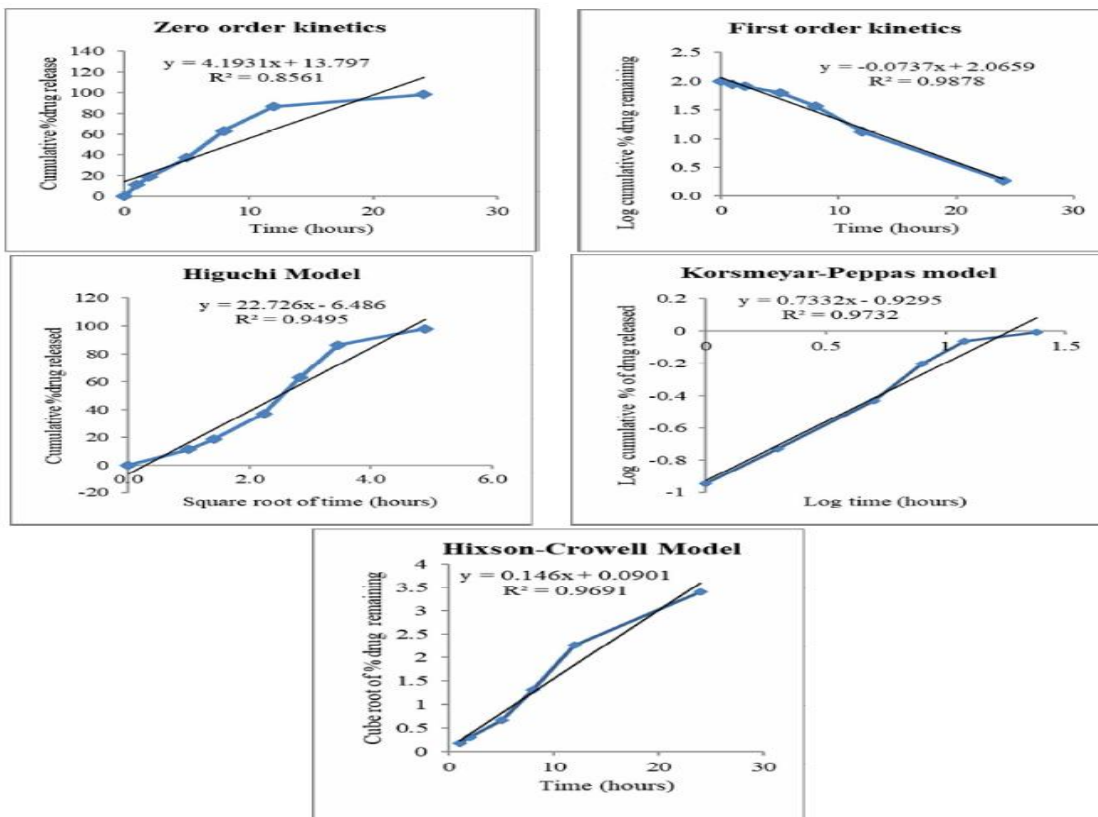 Zero order kinetics
y = 4.1931x + 13.797
R² = 0.8561
Cumulative %drug release
140
120
100
80
60
40
20
0
0 10 20 30
Time (hours)
First order kinetics
y = -0.0737x + 2.0659
R² = 0.9878
Log cumulative % drug remaining
2.5
2.0
1.5
1.0
0.5
0.0
0 10 20 30
Time (hours)
Higuchi Model
y = 22.726x - 6.486
R² = 0.9495
Cumulative %drug released
120
100
80
60
40
20
0
-20
0.0 2.0 4.0 6.0
Square root of time (hours)
Korsmeyar-Peppas model
y = 0.7332x - 0.9295
R² = 0.9732
Log cumulative % of drug released
0.2
0
-0.2
-0.4
-0.6
-0.8
-1
0 0.5 1 1.5
Log time (hours)
Hixson-Crowell Model
y = 0.146x + 0.0901
R² = 0.9691
Cube root of % drug remaining
4
3.5
3
2.5
2
1.5
1
0.5
0
0 10 20 30
Time (hours)